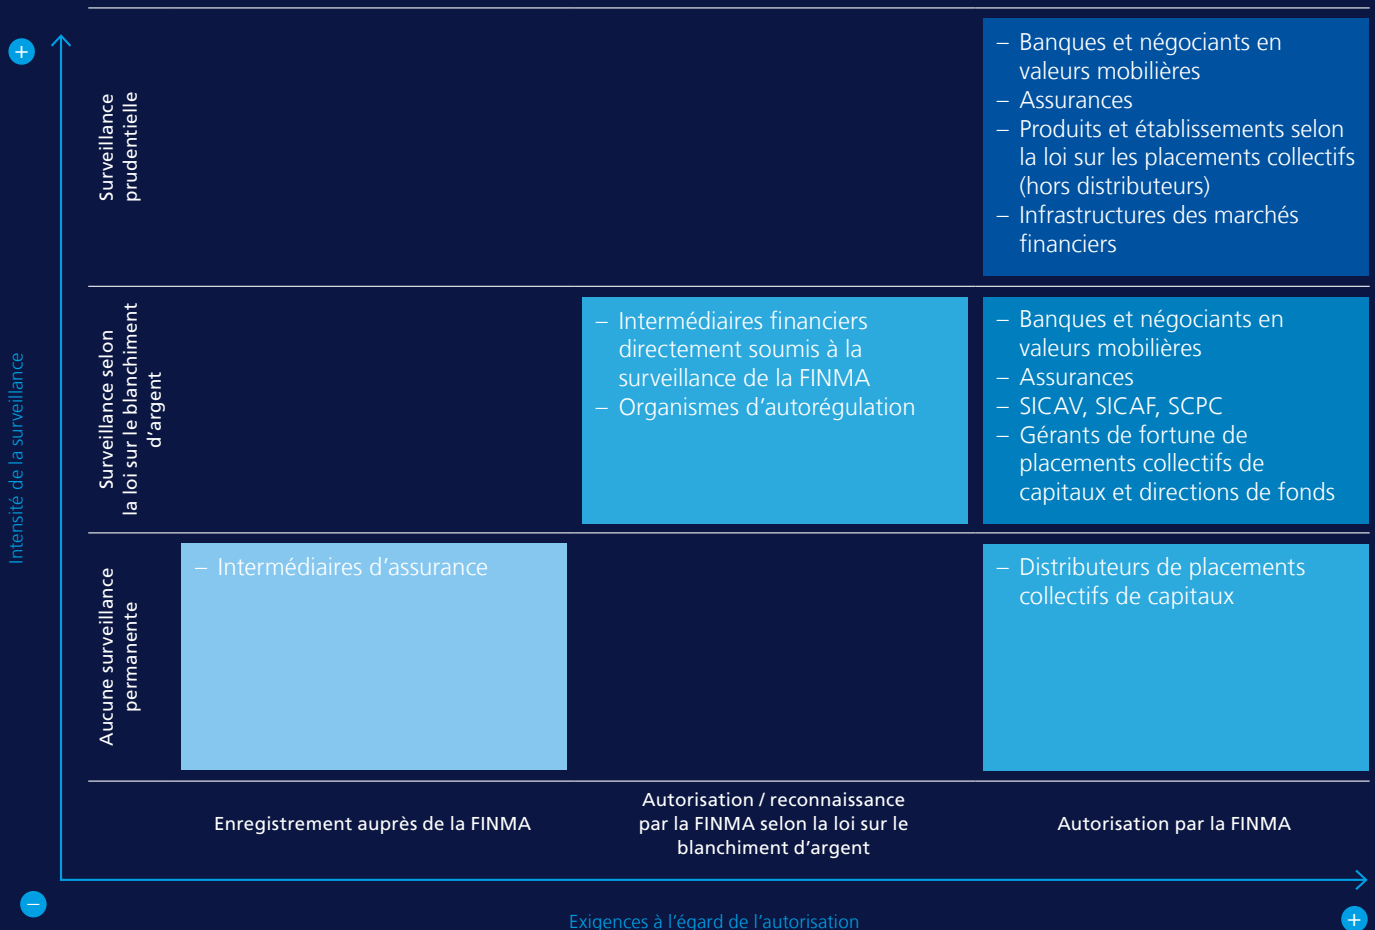 +
Intensité de la surveillance
Surveillance
prudentielle
– Banques et négociants en
valeurs mobilières
– Assurances
– Produits et établissements selon
la loi sur les placements collectifs
(hors distributeurs)
– Infrastructures des marchés
financiers
Surveillance selon
la loi sur le blanchiment
d'argent
– Intermédiaires financiers
directement soumis à la
surveillance de la FINMA
– Organismes d'autorégulation
– Banques et négociants en
valeurs mobilières
– Assurances
– SICAV, SICAF, SCPC
– Gérants de fortune de
placements collectifs de
capitaux et directions de fonds
Aucune surveillance
permanente
– Intermédiaires d'assurance
– Distributeurs de placements
collectifs de capitaux
Enregistrement auprès de la FINMA
Autorisation / reconnaissance
par la FINMA selon la loi sur le
blanchiment d'argent
Autorisation par la FINMA
–
Exigences à l'égard de l'autorisation
+